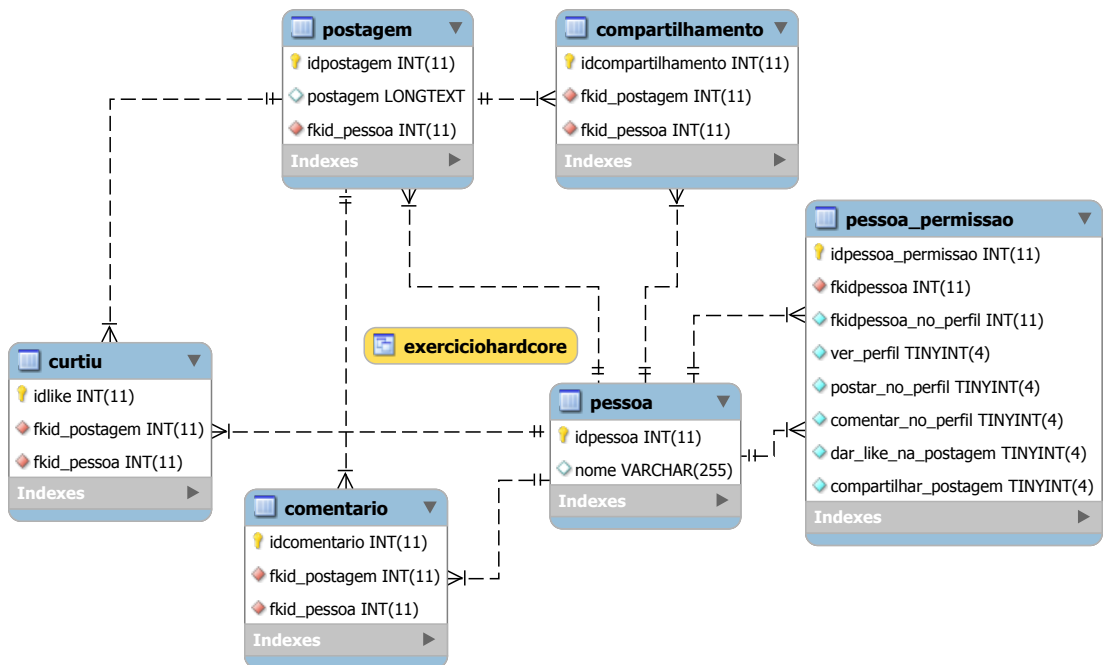 postagem
idpostagem INT(11)
postagem LONGTEXT
fkid_pessoa INT(11)
Indexes
compartilhamento
idcompartilhamento INT(11)
fkid_postagem INT(11)
fkid_pessoa INT(11)
Indexes
pessoa_permissao
idpessoa_permissao INT(11)
fkidpessoa INT(11)
fkidpessoa_no_perfil INT(11)
ver_perfil TINYINT(4)
postar_no_perfil TINYINT(4)
comentar_no_perfil TINYINT(4)
dar_like_na_postagem TINYINT(4)
compartilhar_postagem TINYINT(4)
Indexes
exerciciohardcore
curtiu
idlike INT(11)
fkid_postagem INT(11)
fkid_pessoa INT(11)
Indexes
pessoa
idpessoa INT(11)
nome VARCHAR(255)
Indexes
comentario
idcomentario INT(11)
fkid_postagem INT(11)
fkid_pessoa INT(11)
Indexes